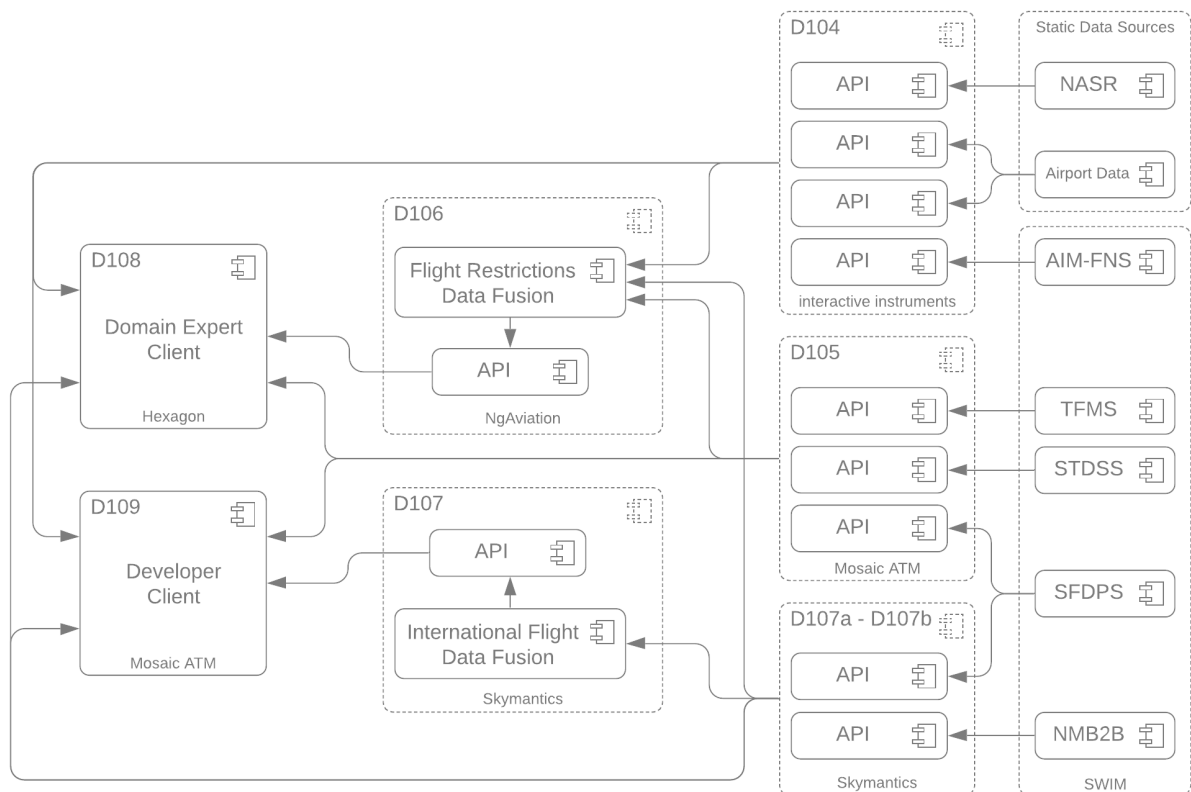 D104
API
API
API
API
interactive instruments
Static Data Sources
NASR
Airport Data
D106
Flight Restrictions
Data Fusion
API
NgAviation
D108
Domain Expert
Client
Hexagon
AIM-FNS
D105
API
API
API
Mosaic ATM
TFMS
STDSS
SFDPS
NMB2B
SWIM
D109
Developer
Client
Mosaic ATM
D107
API
International Flight
Data Fusion
Skymantics
D107a - D107b
API
API
Skymantics